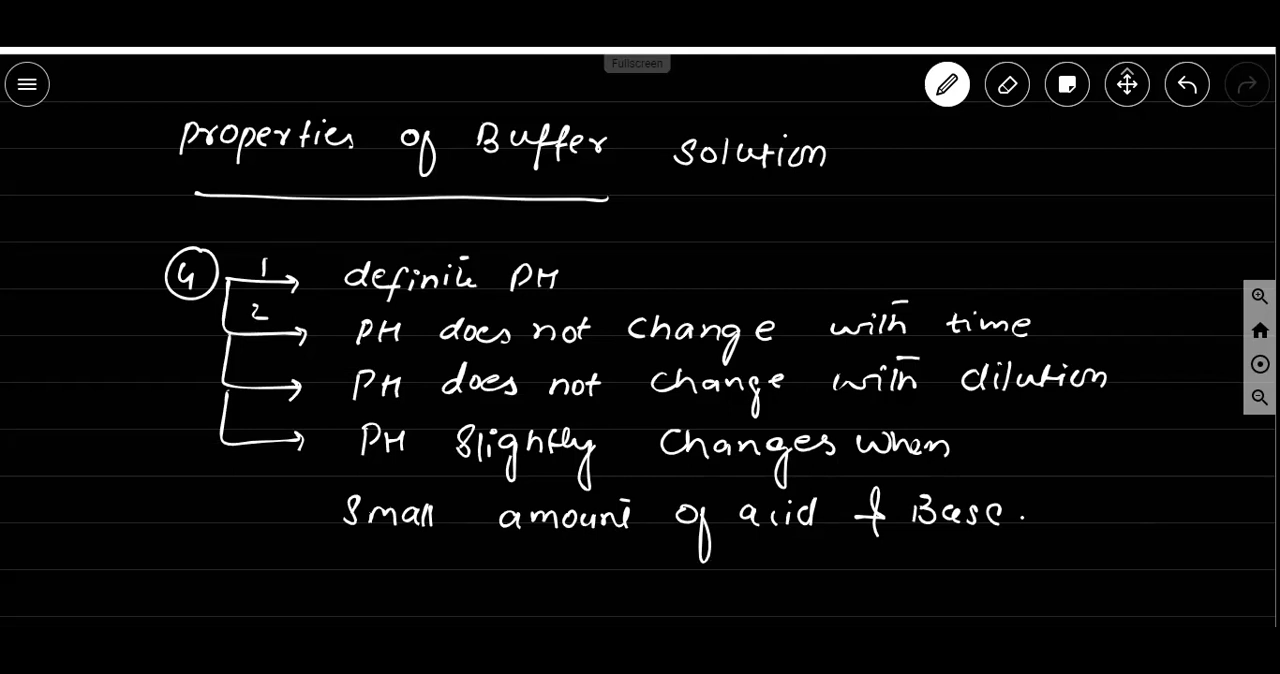 Fullscreen
properties of Buffer solution
4 1 definite PH
2 PH does not change with time
PH does not change with dilution
PH slightly changes when
small amount of acid & Base.